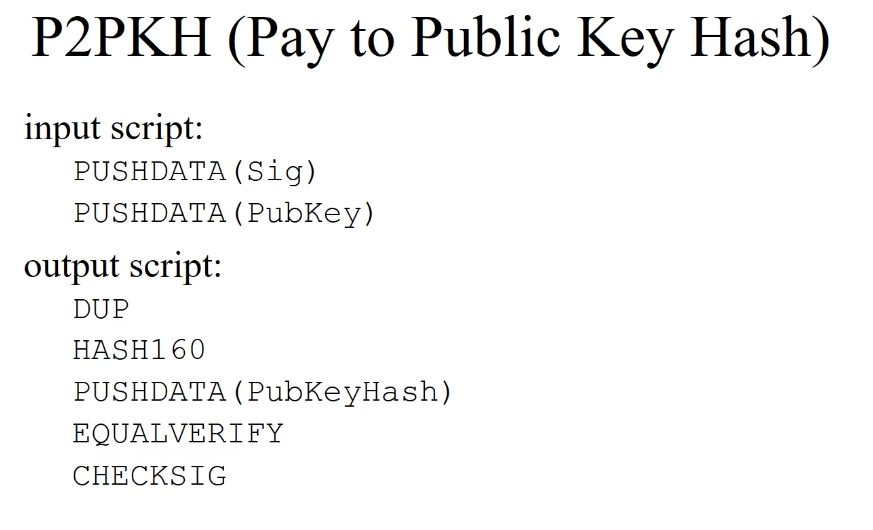 P2PKH (Pay to Public Key Hash)
input script:
PUSHDATA(Sig)
PUSHDATA(PubKey)
output script:
DUP
HASH160
PUSHDATA(PubKeyHash)
EQUALVERIFY
CHECKSIG